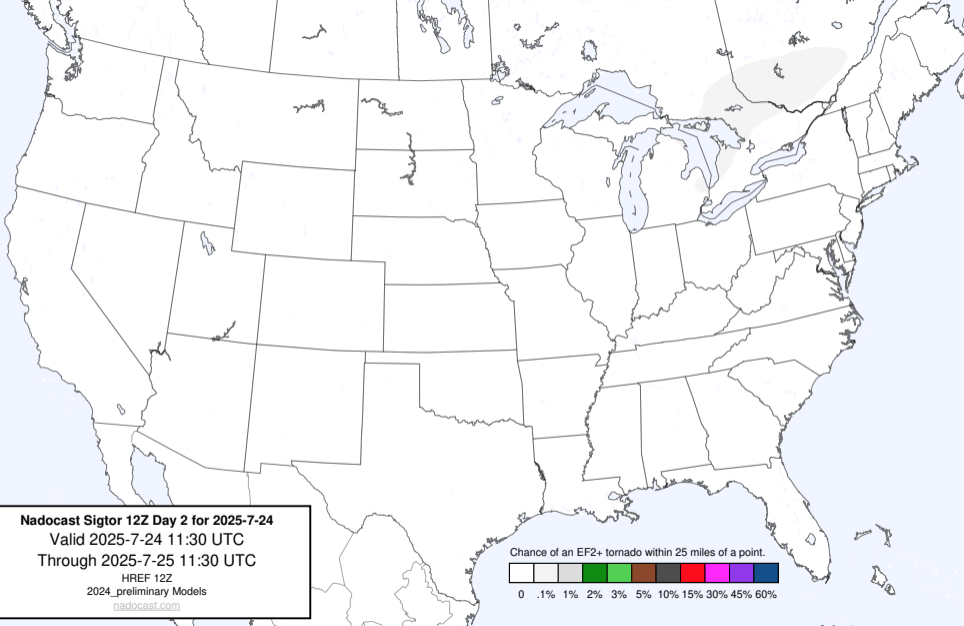 Nadocast Sigtor 12Z Day 2 for 2025-7-24
Valid 2025-7-24 11:30 UTC
Through 2025-7-25 11:30 UTC
HREF 12Z
2024_preliminary Models
nadocast.com
Chance of an EF2+ tornado within 25 miles of a point.
0 .1% 1% 2% 3% 5% 10% 15% 30% 45% 60%